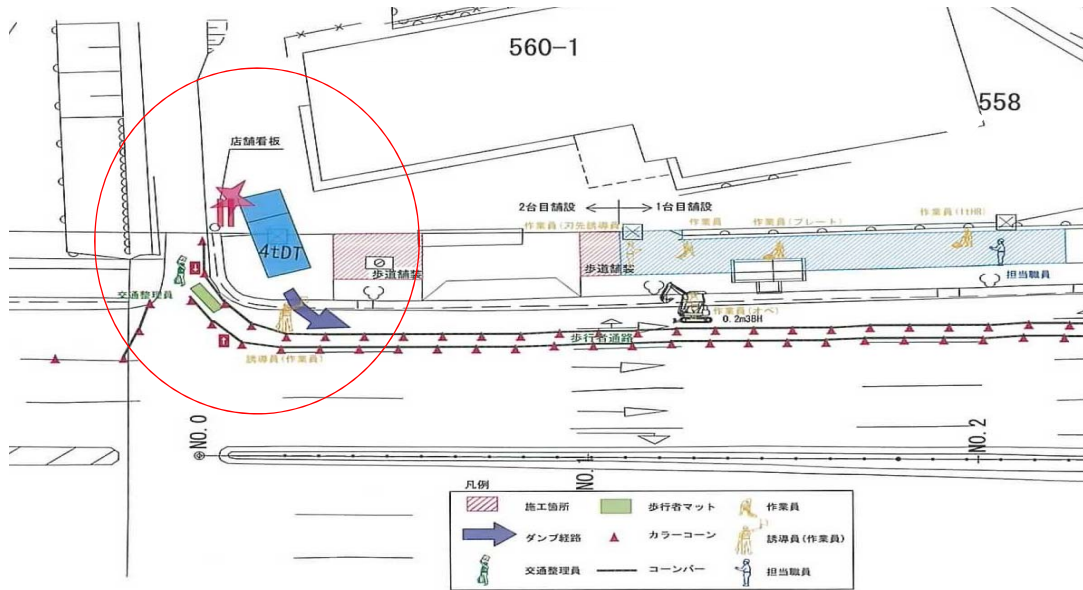 560-1
558
店舗看板
2台目舗設
1台目舗設
作業員(刃先誘導員)
作業員
作業員(プレート)
作業員(1tHR)
4tDT
歩道舗装
歩道舗装
担当職員
交通整理員
作業員(オペ)
0.2m3BH
歩行者通路
誘導員(作業員)
NO.0
NO.1
NO.2
凡例
施工箇所
歩行者マット
作業員
ダンプ経路
カラーコーン
誘導員(作業員)
交通整理員
コーンバー
担当職員